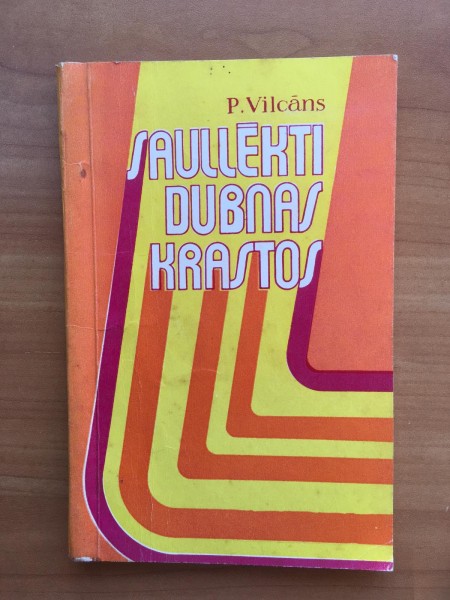 P. Vilcāns
SAULLĒKTI
DUBNAS
KRASTOS